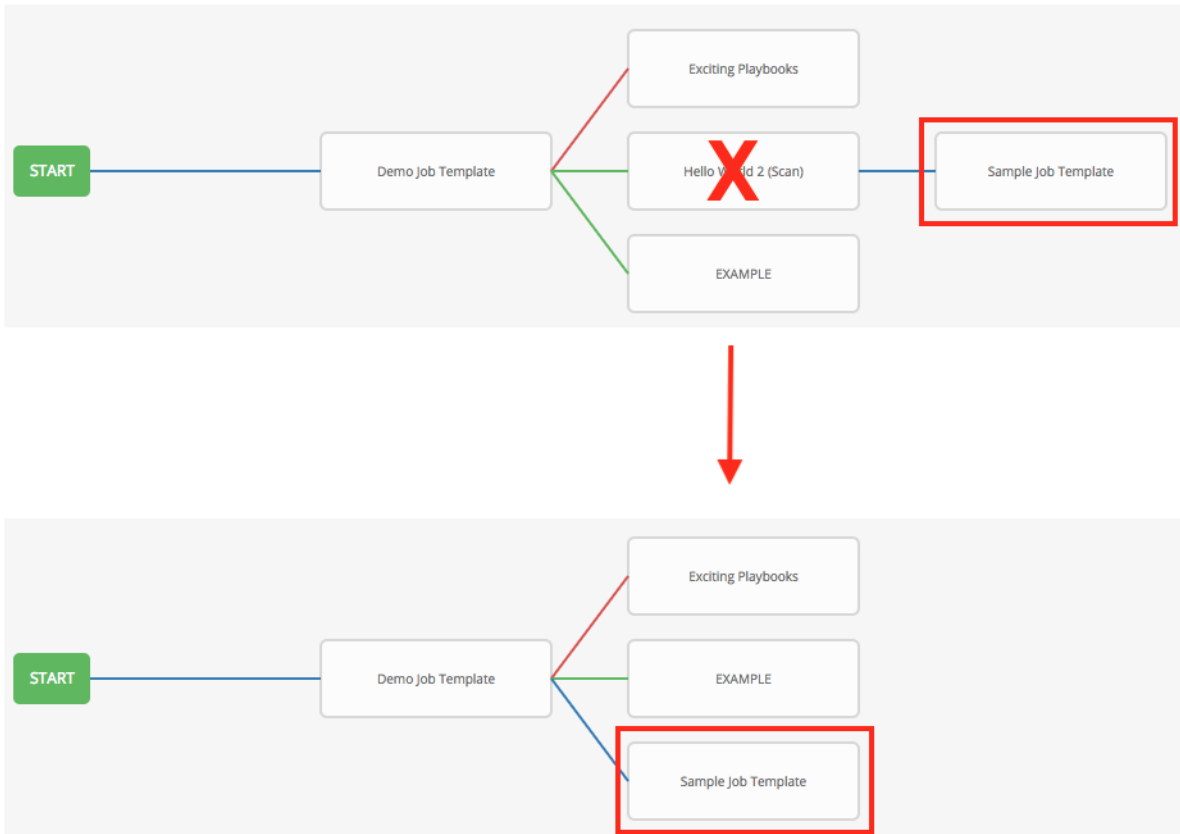 Exciting Playbooks
START
Demo Job Template
Hello World 2 (Scan)
X
Sample Job Template
EXAMPLE
Exciting Playbooks
START
Demo Job Template
EXAMPLE
Sample Job Template